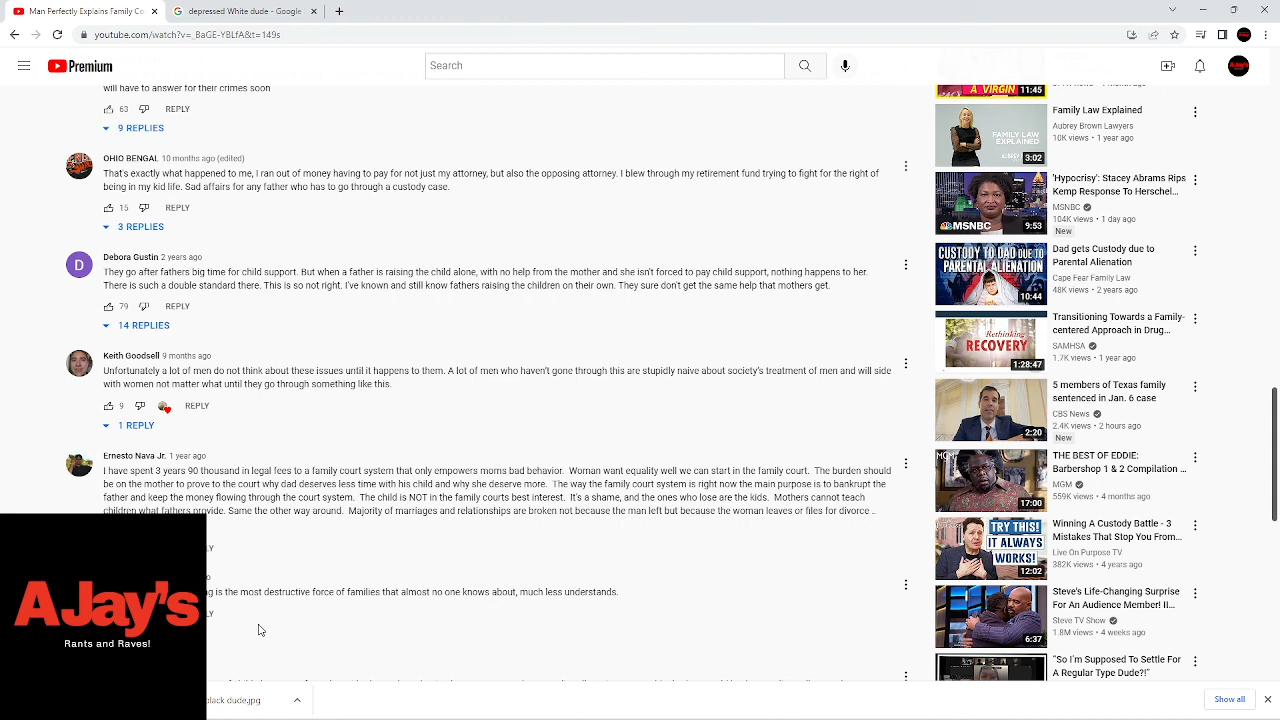 Man Perfectly Explains Family Co
depressed White dude - Google
youtube.com/watch?v=_BaGE-YBLfA&t=149s
Premium
Search
will have to answer for their crimes soon
63 REPLY
9 REPLIES
OHIO BENGAL 10 months ago (edited)
That's exactly what happened to me, I ran out of money trying to pay for not just my attorney, but also the opposing attorney. I blew through my retirement fund trying to fight for the right of
being in my kid life. Sad affairs for any father who have 2 go through a custody case.
15 REPLY
3 REPLIES
Debora Gustin 2 years ago
They go after fathers big time for child support. But when a father is raising the child alone, with no help from the mother and she isn't forced to pay child support, nothing happens to her.
There is such a double standard there. This is not right. I've known and still know fathers raising the children on their own. They sure don't get the same help that mothers get.
79 REPLY
14 REPLIES
Keith Goodsell 9 months ago
Unfortunately a lot of men do not think about these issues until it happens to them. A lot of men who haven't gone through this are stupidly naive about society's treatment of men and will side
with women not matter what until they go through something like this.
9 REPLY
1 REPLY
Ernesto Nava Jr. 1 year ago
I have spent 3 years 90 thousand in legal fees to a family court system that only empowers moms bad behavior. Woman want equality well we can start in the family court. The burden should
be on the mother to prove to the court why dad deserves less time with his child and why she deserve more. The way the family court system is right now the main purpose is to bankrupt the
father and keep the money flowing through the court system. The child is NOT in the family courts best interest. It's a shame, and the ones who lose are the kids. Mothers cannot teach
children what fathers provide. Same the other way around. Majority of marriages and relationships are broken not because the man left but because the woman leaves or files for divorce ..
families that almost no one knows about, much less understands.
AJay's
Rants and Raves!
dude.jpg
Show all
A VIRGIN
11:45
FAMILY LAW
EXPLAINED
3:02
Family Law Explained
Aubrey Brown Lawyers
10K views • 1 year ago
MSNBC
9:53
'Hypocrisy': Stacey Abrams Rips
Kemp Response To Herschel...
MSNBC
104K views • 1 day ago
New
CUSTODY TO DAD DUE TO
PARENTAL ALIENATION
10:44
Dad gets Custody due to
Parental Alienation
Cape Fear Family Law
48K views • 2 years ago
Rethinking
RECOVERY
1:28:47
Transitioning Towards a Family-
centered Approach in Drug...
SAMHSA
1.7K views • 1 year ago
2:20
5 members of Texas family
sentenced in Jan. 6 case
CBS News
2.4K views • 2 hours ago
New
MGM
17:00
THE BEST OF EDDIE:
Barbershop 1 & 2 Compilation ...
MGM
559K views • 4 months ago
TRY THIS!
IT ALWAYS
WORKS!
12:02
Winning A Custody Battle - 3
Mistakes That Stop You From...
Live On Purpose TV
382K views • 4 years ago
6:37
Steve's Life-Changing Surprise
For An Audience Member! II...
Steve TV Show
1.8M views • 4 weeks ago
"So I'm Supposed To Settle For
A Regular Type Dude?!"